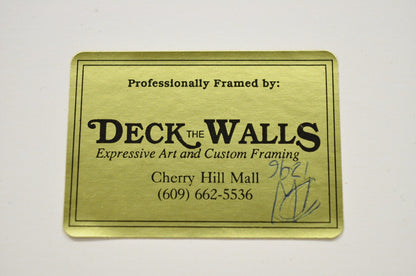 Professionally Framed by:
DECK THE WALLS
Expressive Art and Custom Framing
Cherry Hill Mall
(609) 662-5536